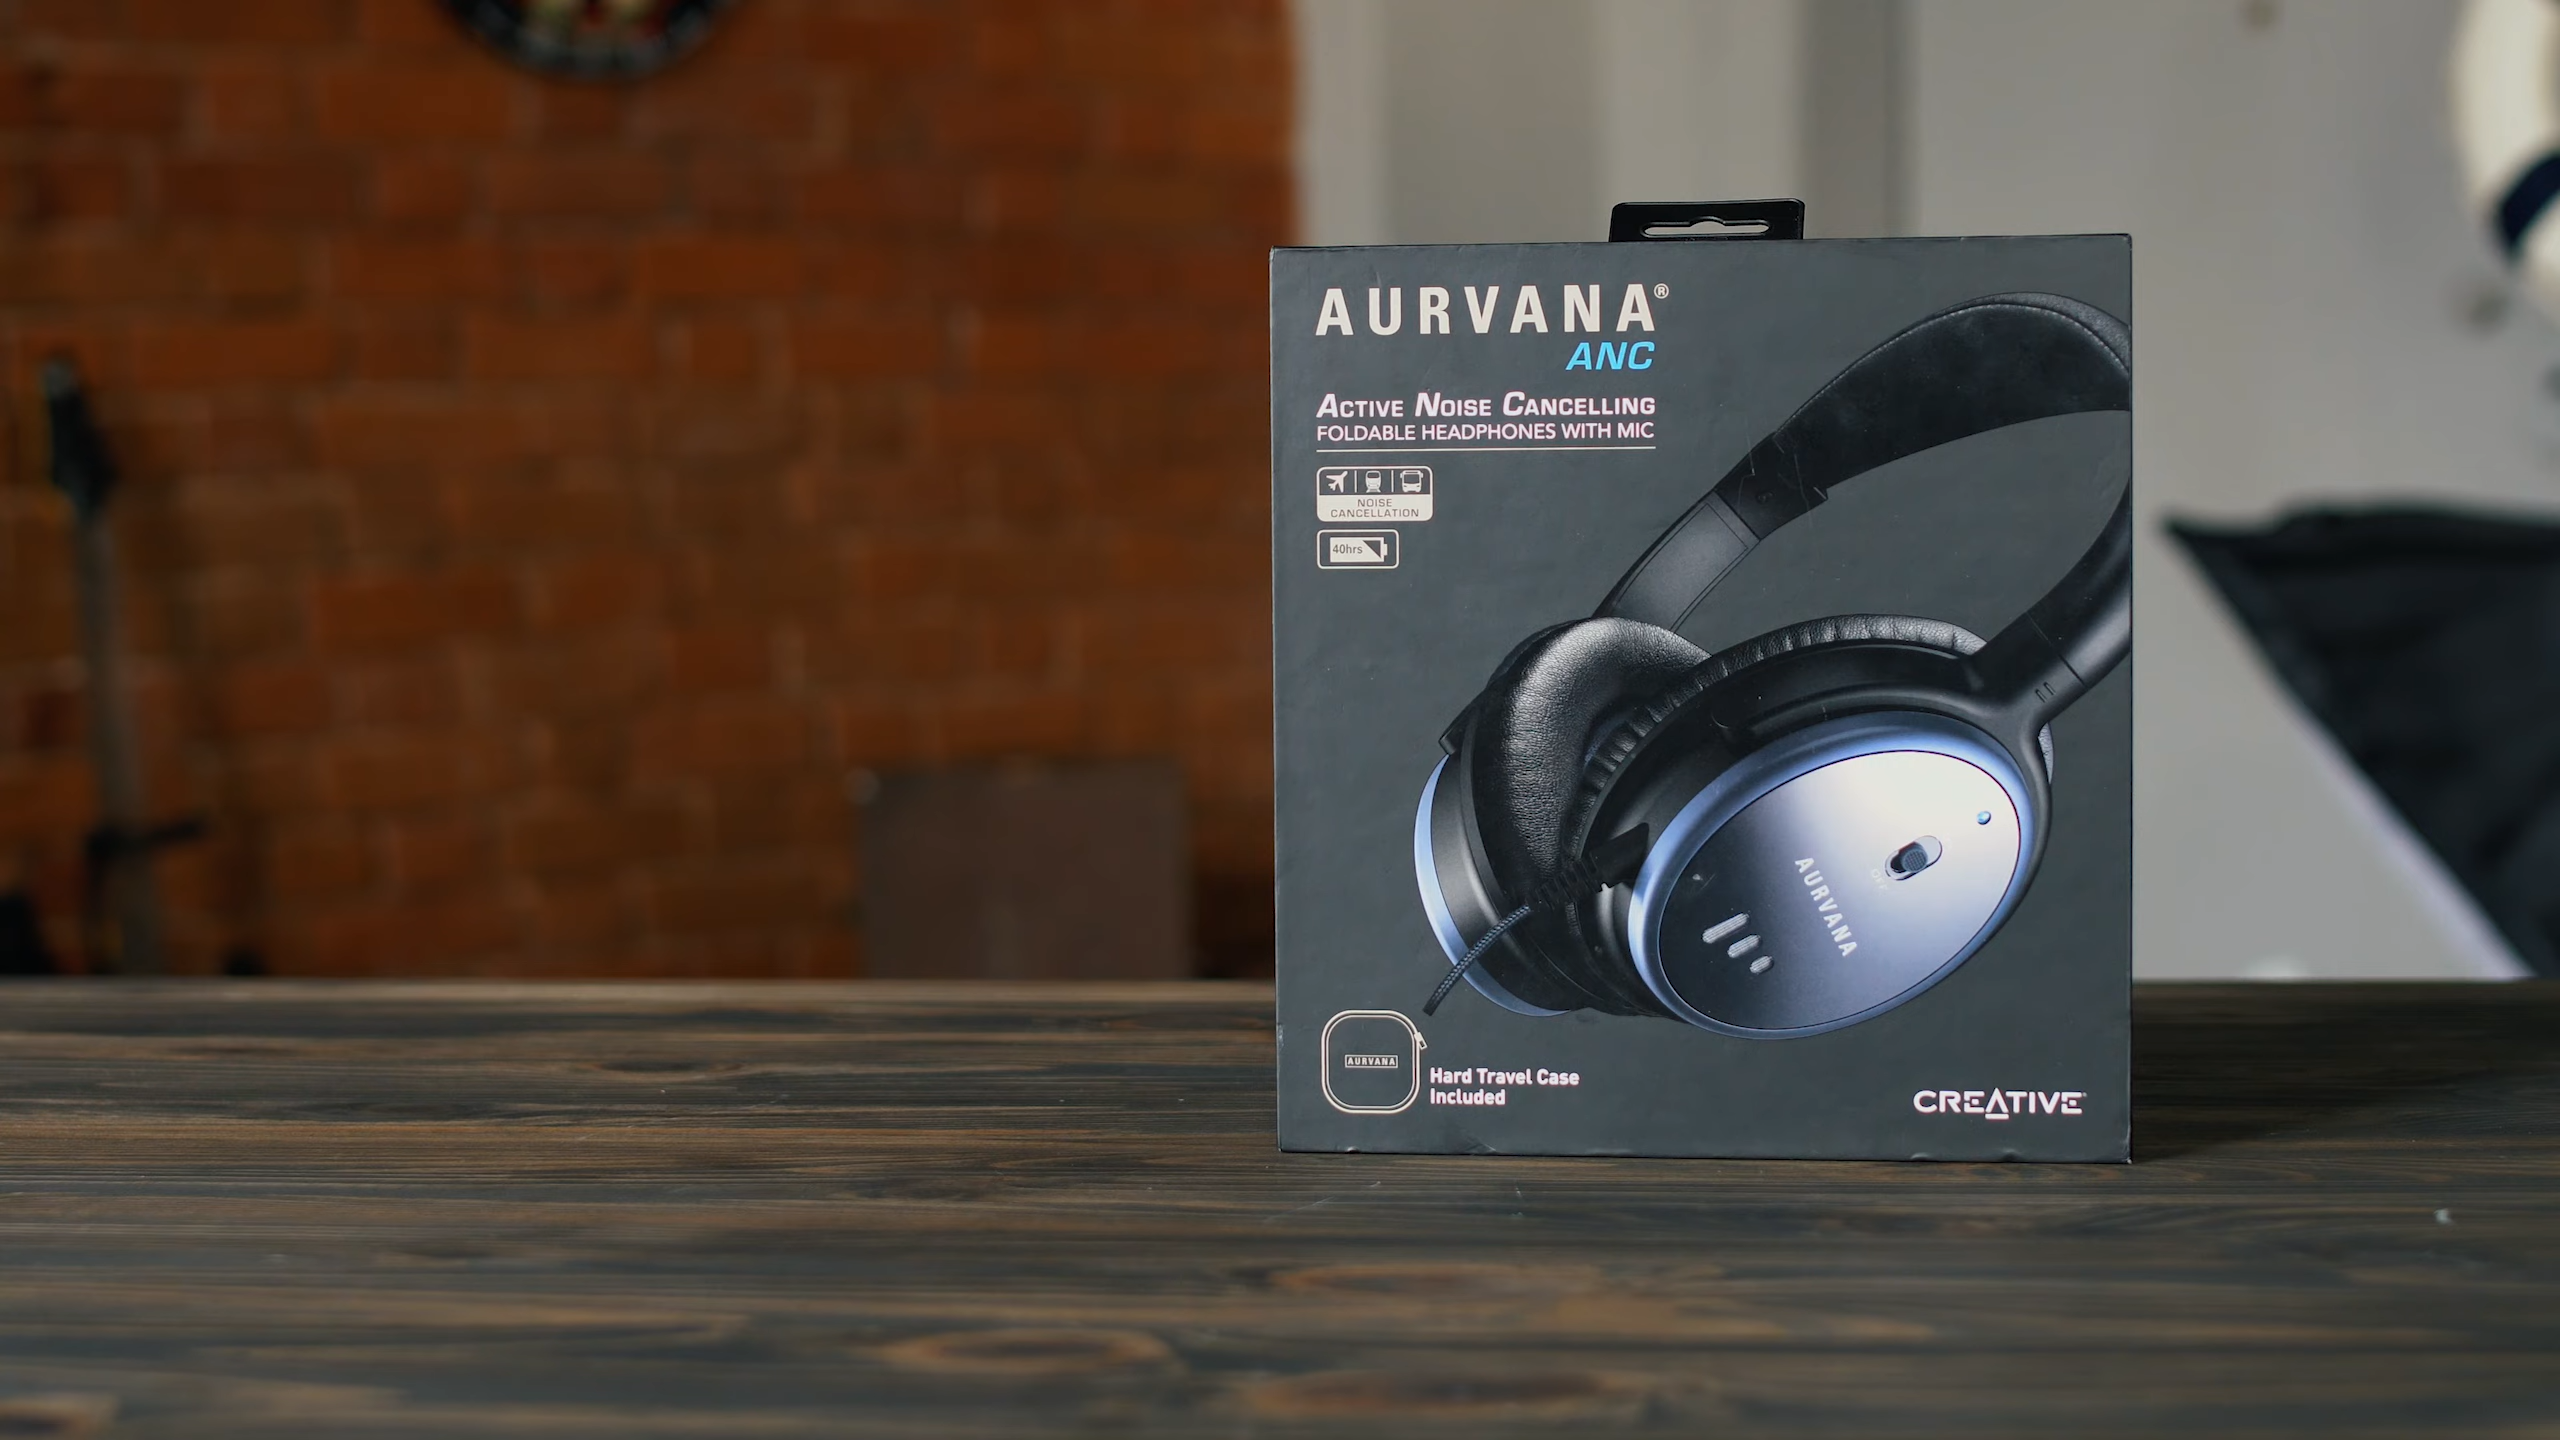 AURVANA®
ANC
ACTIVE NOISE CANCELLING
FOLDABLE HEADPHONES WITH MIC
NOISE
CANCELLATION
40hrs
OFF
AURVANA
AURVANA
Hard Travel Case
Included
CREATIVE